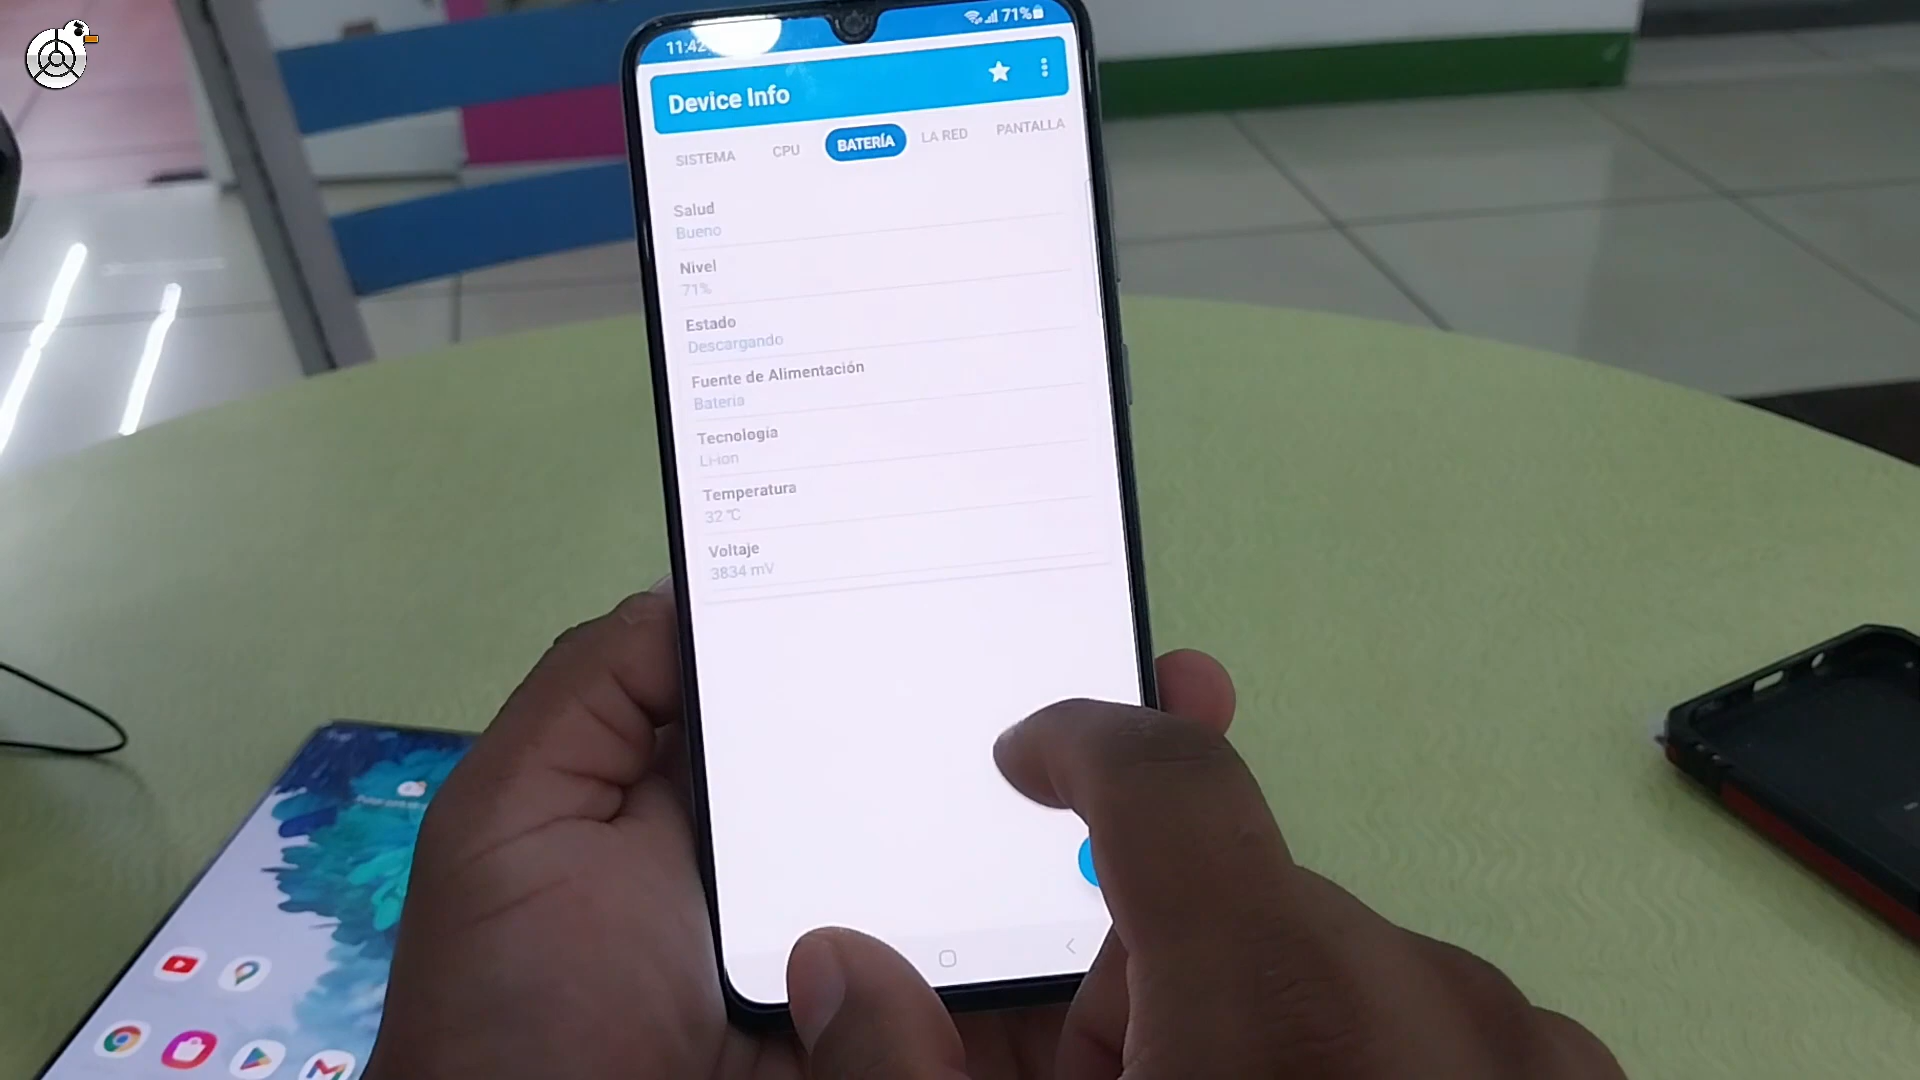 11:42
71%
Device Info
SISTEMA
CPU
BATERÍA
LA RED
PANTALLA
Salud
Bueno
Nivel
71%
Estado
Descargando
Fuente de Alimentación
Batería
Tecnología
Li-ion
Temperatura
32 °C
Voltaje
3834 mV